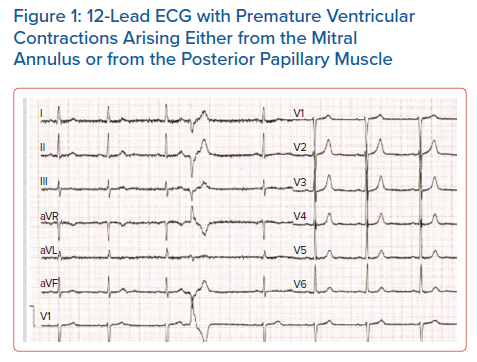 Figure 1: 12-Lead ECG with Premature Ventricular
Contractions Arising Either from the Mitral
Annulus or from the Posterior Papillary Muscle
I
V1
II
V2
III
V3
aVR
V4
aVL
V5
aVF
V6
V1